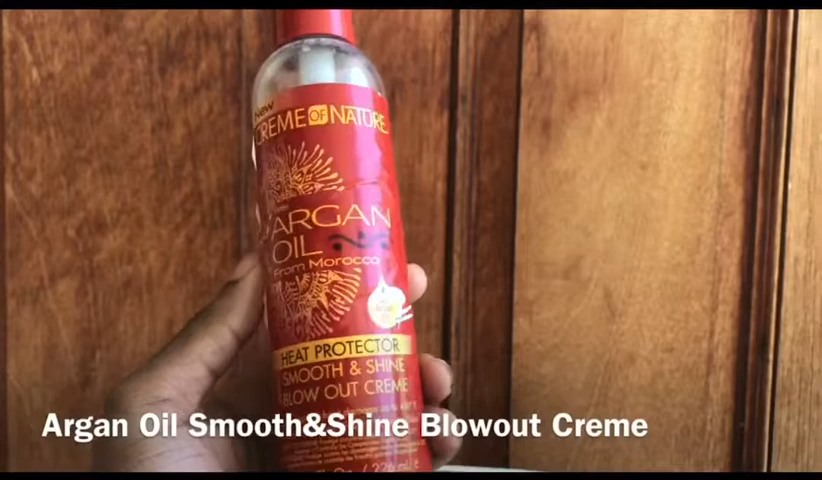 New
CREME OF NATURE
ARGAN
OIL
From Morocco
HEAT PROTECTOR
SMOOTH & SHINE
BLOW OUT CREME
Argan Oil Smooth&Shine Blowout Creme